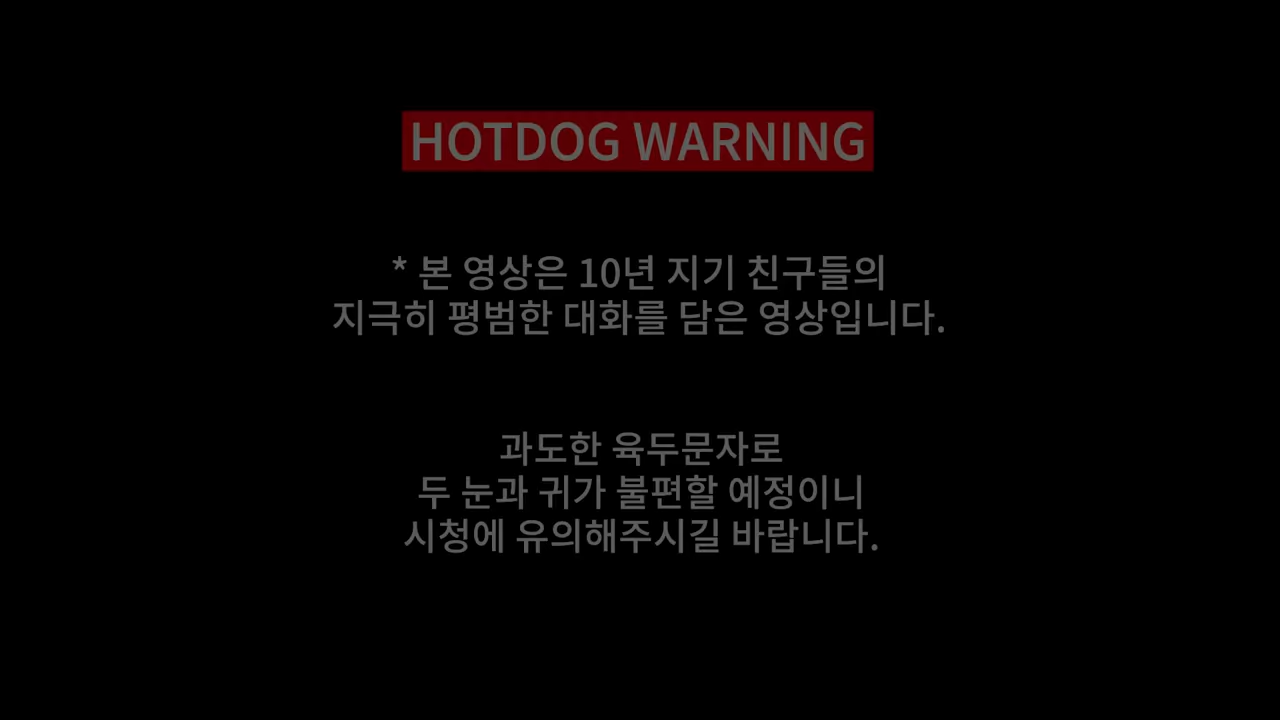 HOTDOG WARNING
* 본 영상은 10년 지기 친구들의
지극히 평범한 대화를 담은 영상입니다.
과도한 육두문자로
두 눈과 귀가 불편할 예정이니
시청에 유의해주시길 바랍니다.